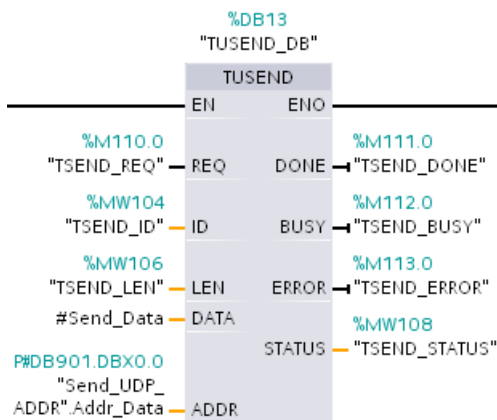 %DB13
"TUSEND_DB"
TUSEND
EN ENO
%M110.0 %M111.0
"TSEND_REQ" REQ DONE "TSEND_DONE"
%MW104 %M112.0
"TSEND_ID" ID BUSY "TSEND_BUSY"
%MW106 %M113.0
"TSEND_LEN" LEN ERROR "TSEND_ERROR"
#Send_Data DATA %MW108
STATUS "TSEND_STATUS"
P#DB901.DBX0.0
"Send_UDP_
ADDR".Addr_Data ADDR